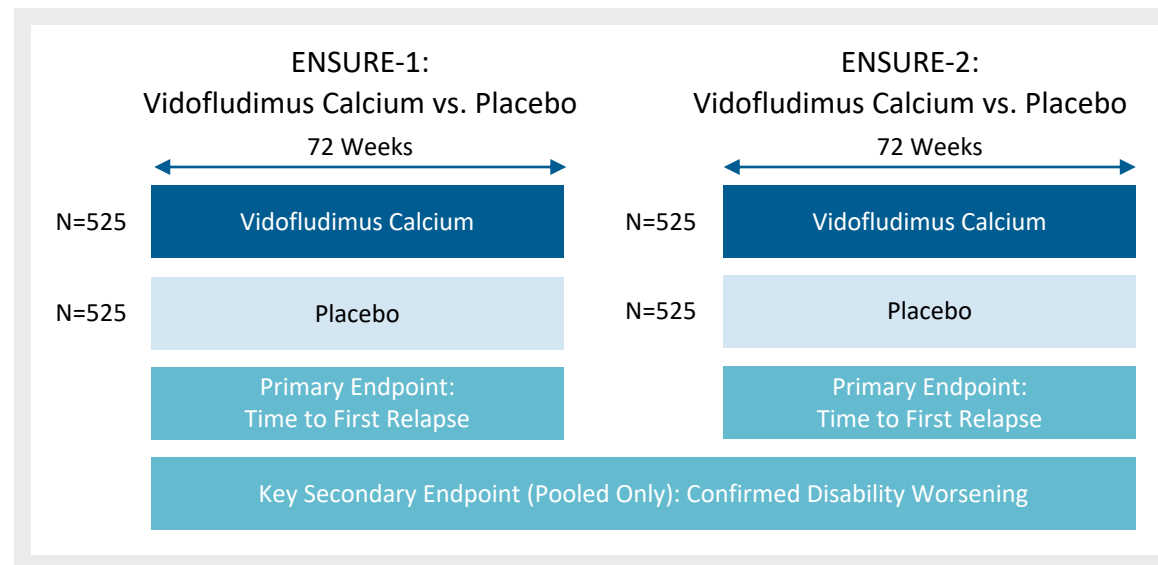 ENSURE-1:
Vidofludimus Calcium vs. Placebo
72 Weeks
N=525
Vidofludimus Calcium
N=525
Placebo
Primary Endpoint:
Time to First Relapse
ENSURE-2:
Vidofludimus Calcium vs. Placebo
72 Weeks
N=525
Vidofludimus Calcium
N=525
Placebo
Primary Endpoint:
Time to First Relapse
Key Secondary Endpoint (Pooled Only): Confirmed Disability Worsening